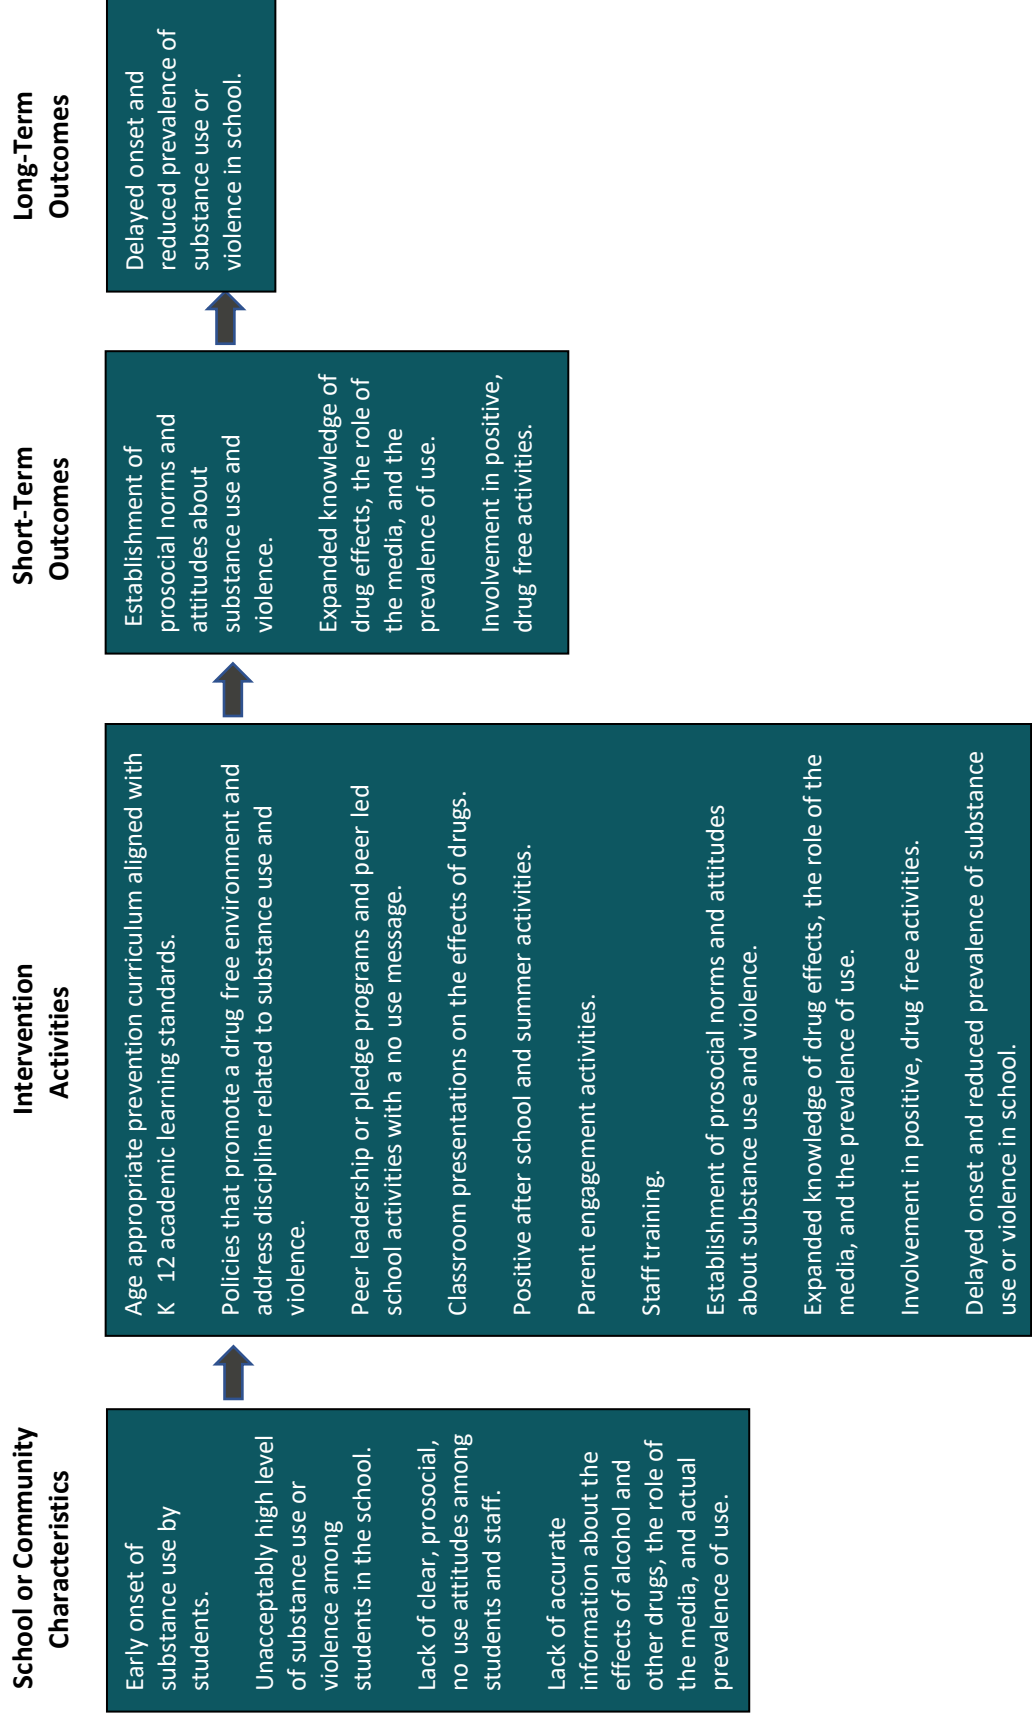 School or Community
Characteristics
Early onset of
substance use by
students.
Unacceptably high level
of substance use or
violence among
students in the school.
Lack of clear, prosocial,
no use attitudes among
students and staff.
Lack of accurate
information about the
effects of alcohol and
other drugs, the role of
the media, and actual
prevalence of use.
Intervention
Activities
Age appropriate prevention curriculum aligned with
K 12 academic learning standards.
Policies that promote a drug free environment and
address discipline related to substance use and
violence.
Peer leadership or pledge programs and peer led
school activities with a no use message.
Classroom presentations on the effects of drugs.
Positive after school and summer activities.
Parent engagement activities.
Staff training.
Establishment of prosocial norms and attitudes
about substance use and violence.
Expanded knowledge of drug effects, the role of the
media, and the prevalence of use.
Involvement in positive, drug free activities.
Delayed onset and reduced prevalence of substance
use or violence in school.
Short-Term
Outcomes
Establishment of
prosocial norms and
attitudes about
substance use and
violence.
Expanded knowledge of
drug effects, the role of
the media, and the
prevalence of use.
Involvement in positive,
drug free activities.
Long-Term
Outcomes
Delayed onset and
reduced prevalence of
substance use or
violence in school.